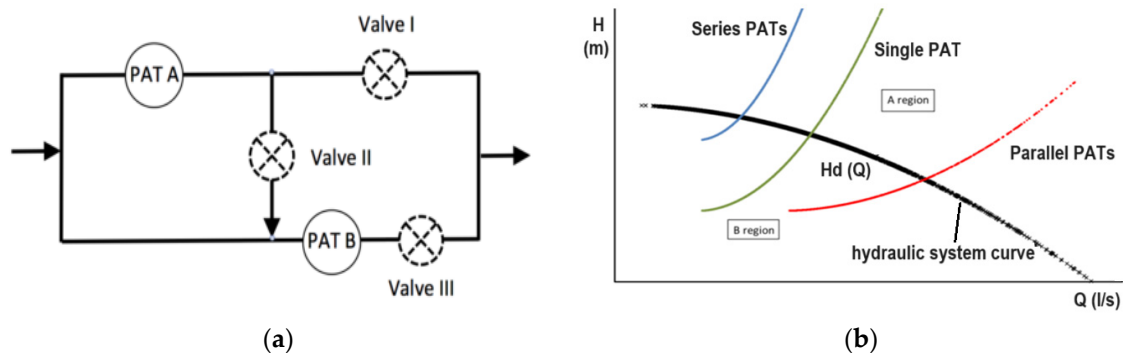 Valve I
PAT A
Valve II
PAT B
Valve III
(a)
H
(m)
Series PATs
Single PAT
A region
Parallel PATs
Hd (Q)
B region
hydraulic system curve
Q (l/s)
(b)